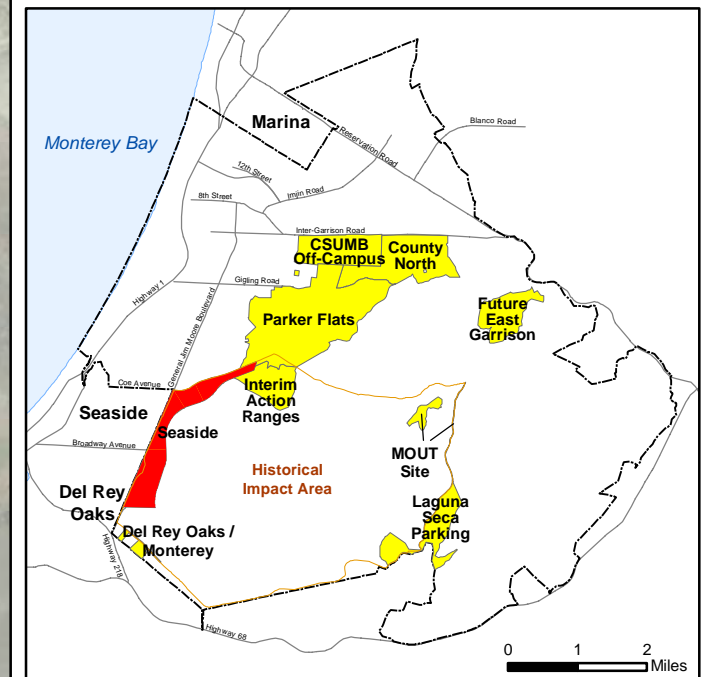 Marina
Blanco Road
Monterey Bay
Reservation Road
12th Street
Imjin Road
8th Street
Inter-Garrison Road
CSUMB
Off-Campus
County
North
Gigling Road
Highway 1
General Jim Moore Boulevard
Parker Flats
Future
East
Garrison
Coe Avenue
Interim
Action
Ranges
Seaside
Seaside
Broadway Avenue
MOUT
Site
Historical
Impact Area
Del Rey
Oaks
Laguna
Seca
Parking
Del Rey Oaks /
Monterey
Highway 218
Highway 68
0 1 2
Miles